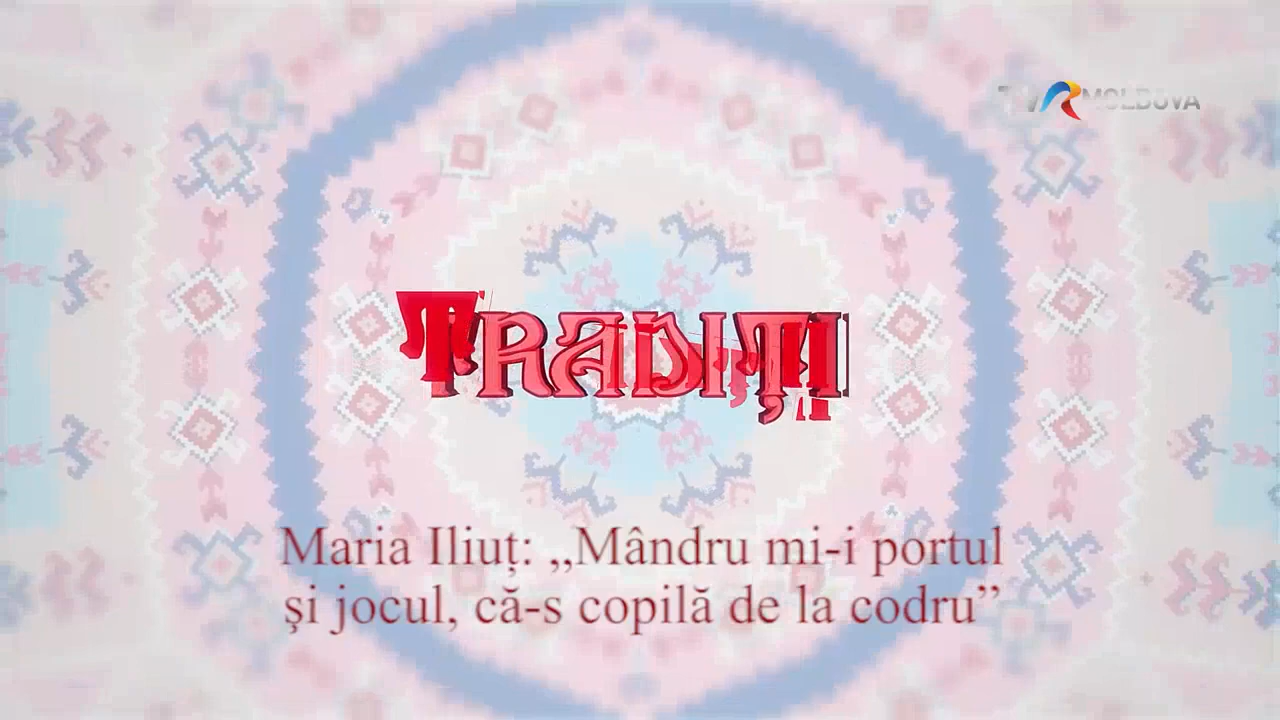 TVR MOLDOVA
TRADIȚII
Maria Iliuț: „Mândru mi-i portul
şi jocul, că-s copilă de la codru”